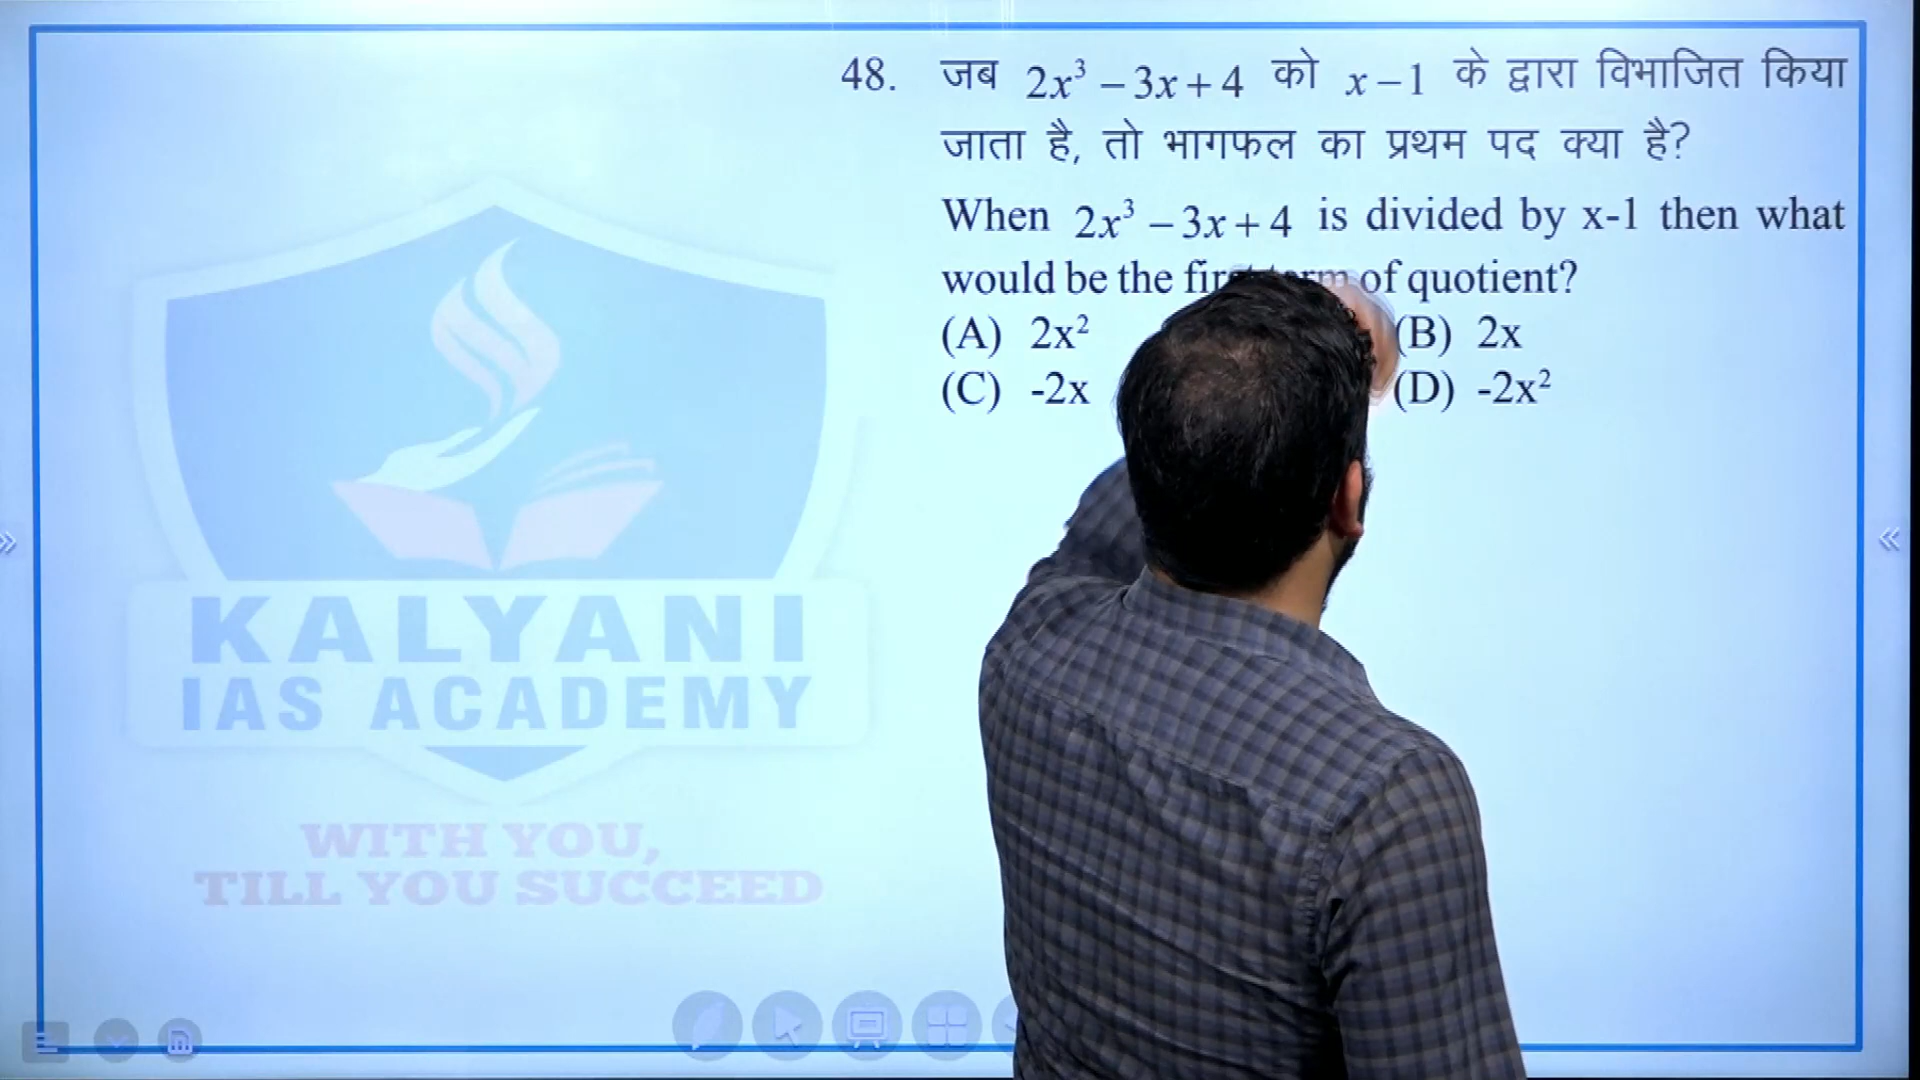 48. जब 2x³ – 3x + 4 को x – 1 के द्वारा विभाजित किया
जाता है, तो भागफल का प्रथम पद क्या है?
When 2x³ – 3x + 4 is divided by x-1 then what
would be the of quotient?
(A) 2x² (B) 2x
(C) -2x (D) -2x²
KALYANI
IAS ACADEMY
WITH YOU,
TILL YOU SUCCEED